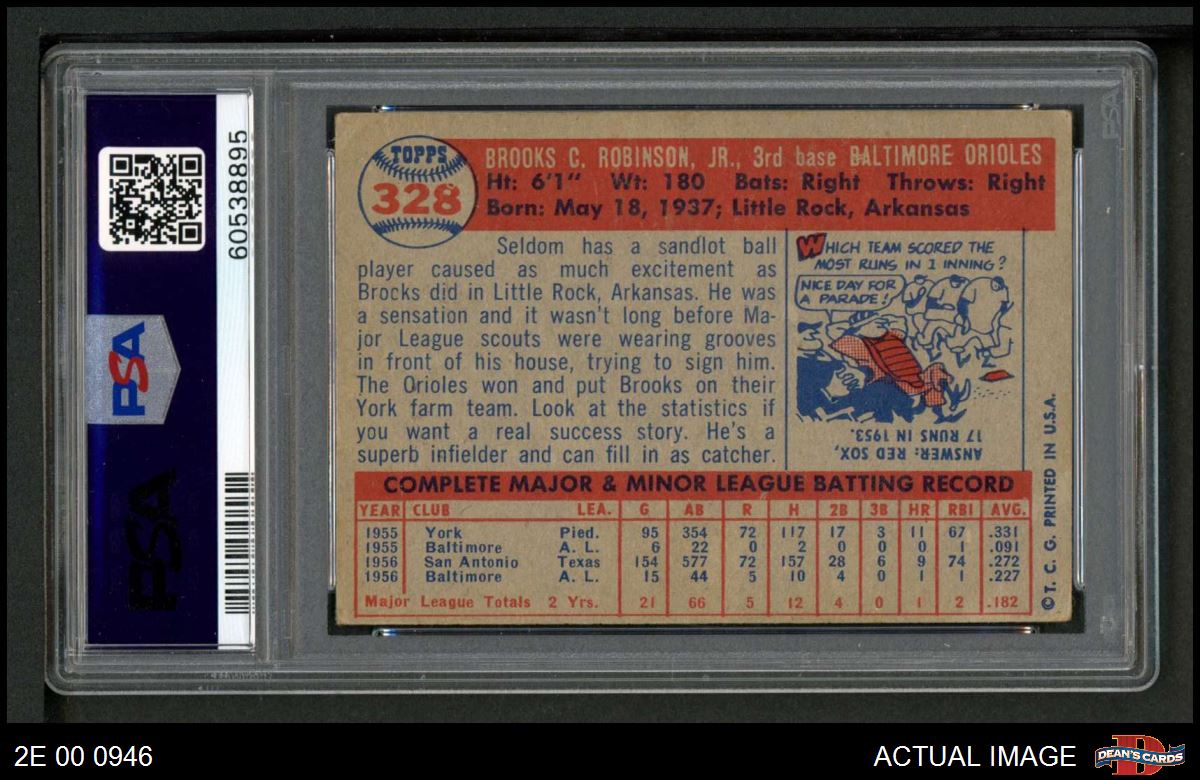 60538895
PSA
PSA
PSA
TOPPS
328
BROOKS C. ROBINSON, JR., 3rd base BALTIMORE ORIOLES
Ht: 6'1" Wt: 180 Bats: Right Throws: Right
Born: May 18, 1937; Little Rock, Arkansas
Seldom has a sandlot ball
player caused as much excitement as
Brooks did in Little Rock, Arkansas. He was
a sensation and it wasn't long before Ma-
jor League scouts were wearing grooves
in front of his house, trying to sign him.
The Orioles won and put Brooks on their
York farm team. Look at the statistics if
you want a real success story. He's a
superb infielder and can fill in as catcher.
WHICH TEAM SCORED THE
MOST RUNS IN 1 INNING?
NICE DAY FOR
A PARADE!
ANSWER: RED SOX,
17 RUNS IN 1953.
COMPLETE MAJOR & MINOR LEAGUE BATTING RECORD
YEAR CLUB LEA. G AB R H 2B 3B HR RBI AVG.
1955 York Pied. 95 354 72 117 17 3 11 67 .331
1955 Baltimore A. L. 6 22 0 2 0 0 0 1 .091
1956 San Antonio Texas 154 577 72 157 28 6 9 74 .272
1956 Baltimore A. L. 15 44 5 10 4 0 1 1 .227
Major League Totals 2 Yrs. 21 66 5 12 4 0 1 2 .182
© T. C. G. PRINTED IN U.S.A.
2E 00 0946
ACTUAL IMAGE
DEAN'S CARDS